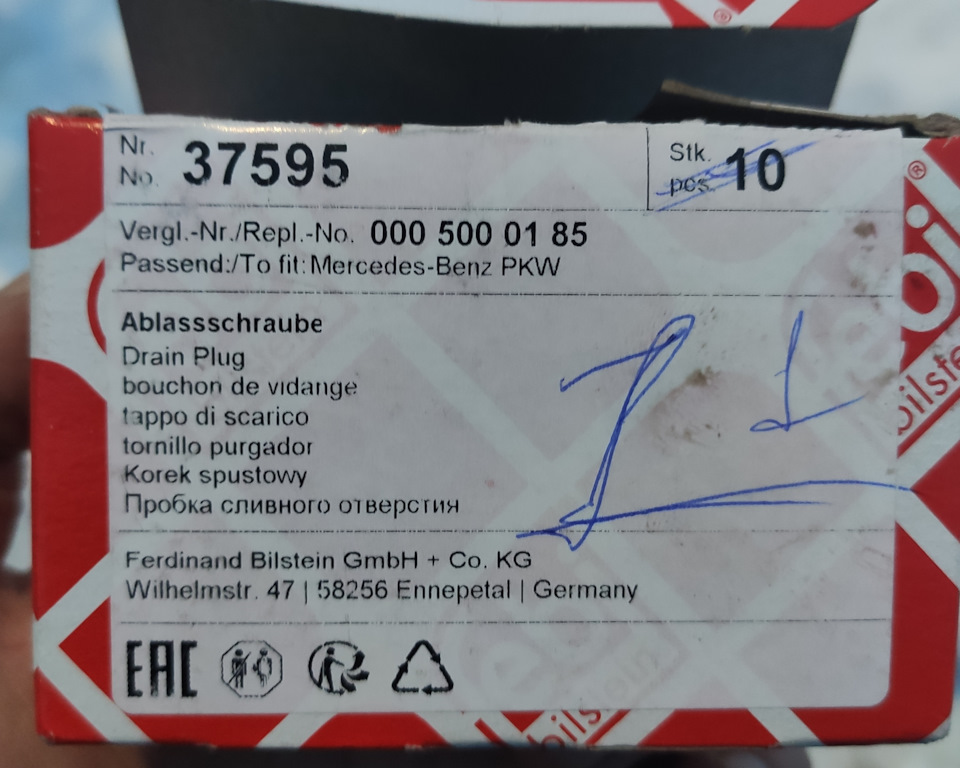 Nr.
No. 37595
Stk.
pcs. 10
Vergl.-Nr./Repl.-No. 000 500 01 85
Passend:/To fit: Mercedes-Benz PKW
Ablassschraube
Drain Plug
bouchon de vidange
tappo di scarico
tornillo purgador
Korek spustowy
Пробка сливного отверстия
Ferdinand Bilstein GmbH + Co. KG
Wilhelmstr. 47 | 58256 Ennepetal | Germany
EAC
bilstein